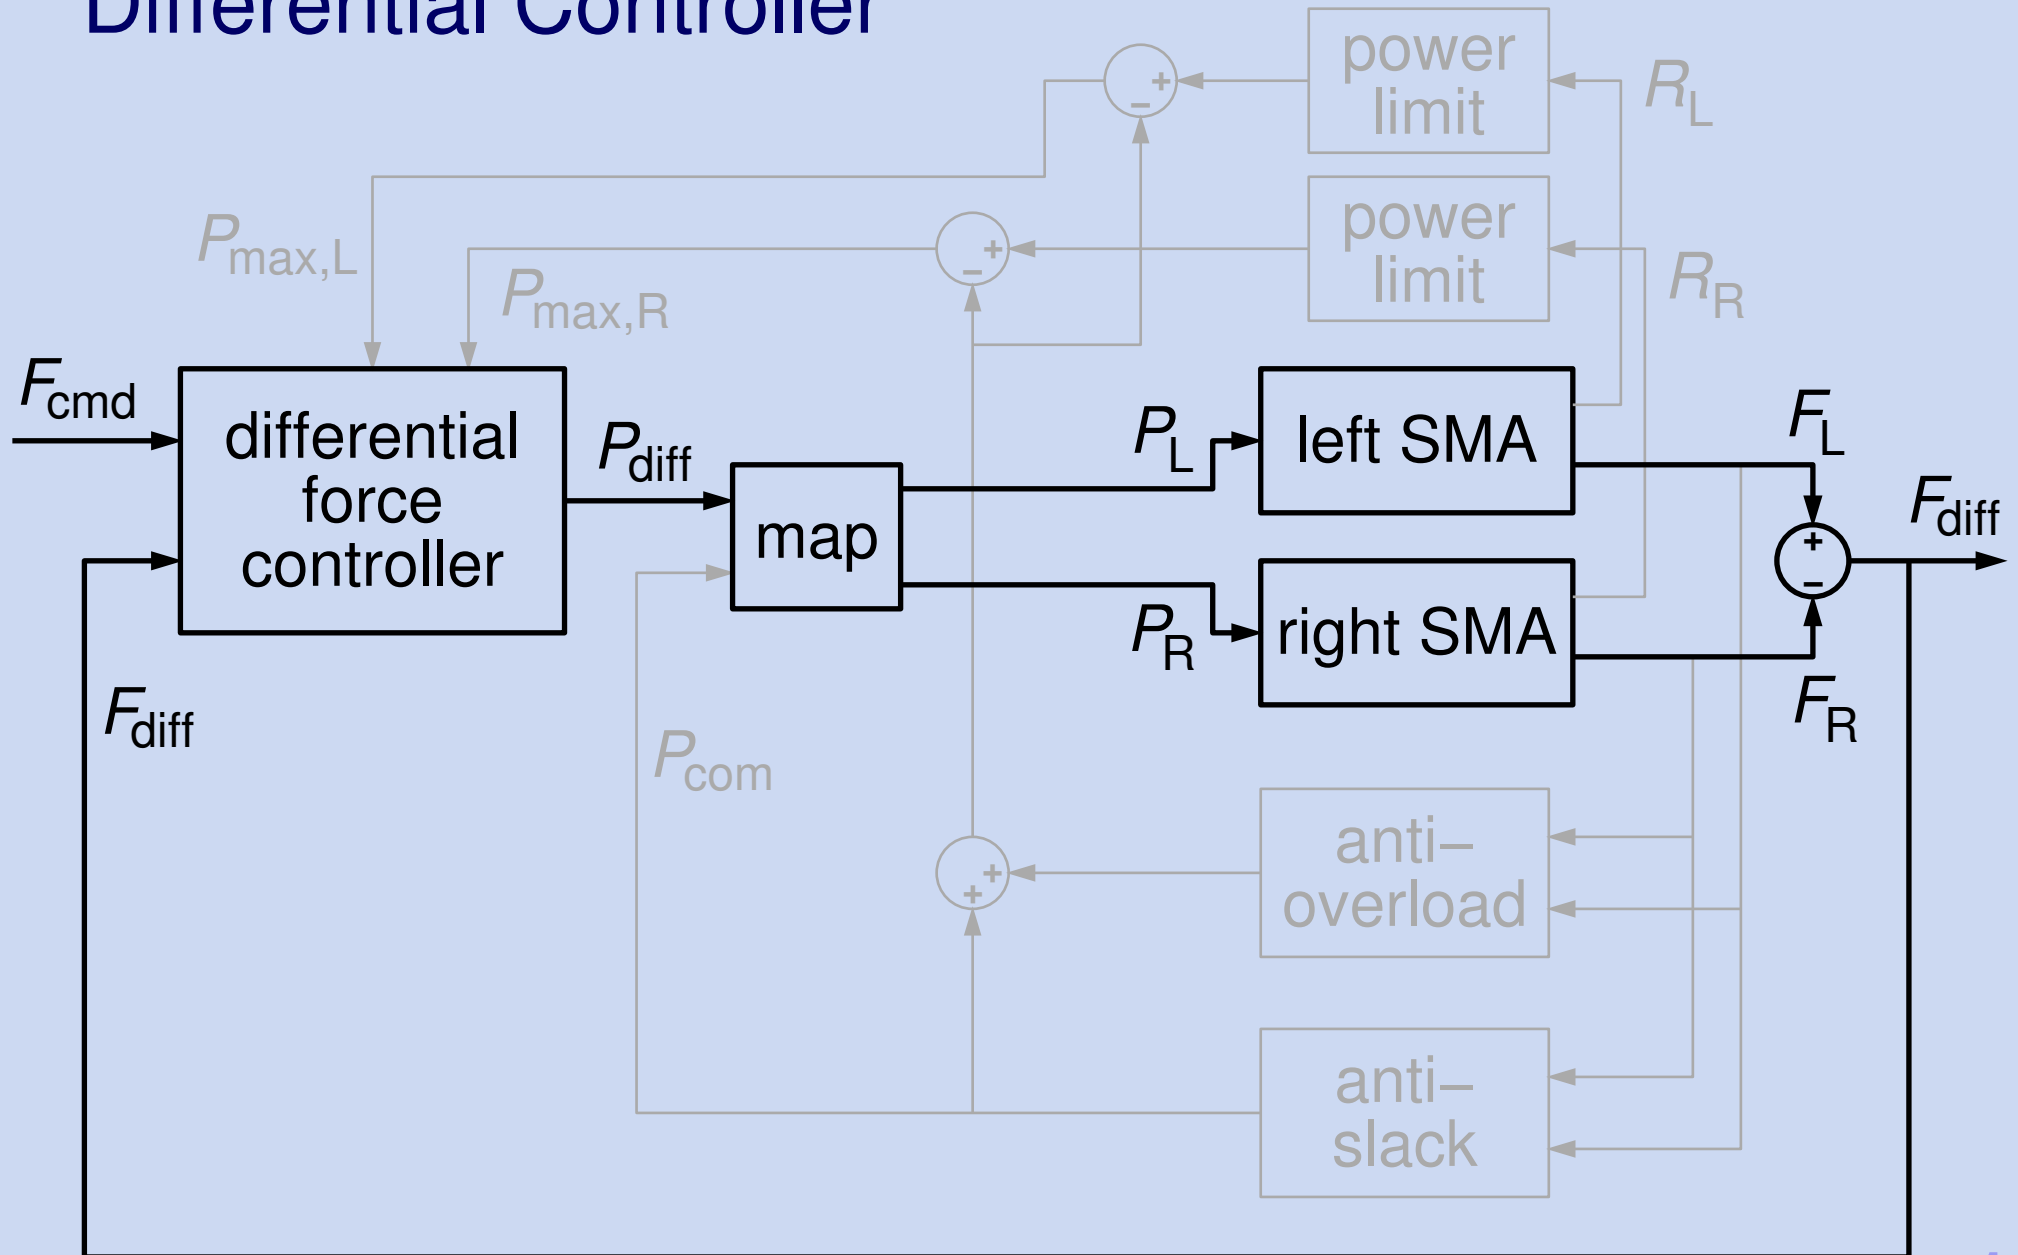 Differential Controller
power
limit
R_L
P_max,L
power
limit
R_R
P_max,R
F_cmd
differential
force
controller
P_diff
map
P_L
left SMA
F_L
F_diff
+
−
P_R
right SMA
F_R
F_diff
P_com
anti–
overload
anti–
slack
+
−
+
−
+
+